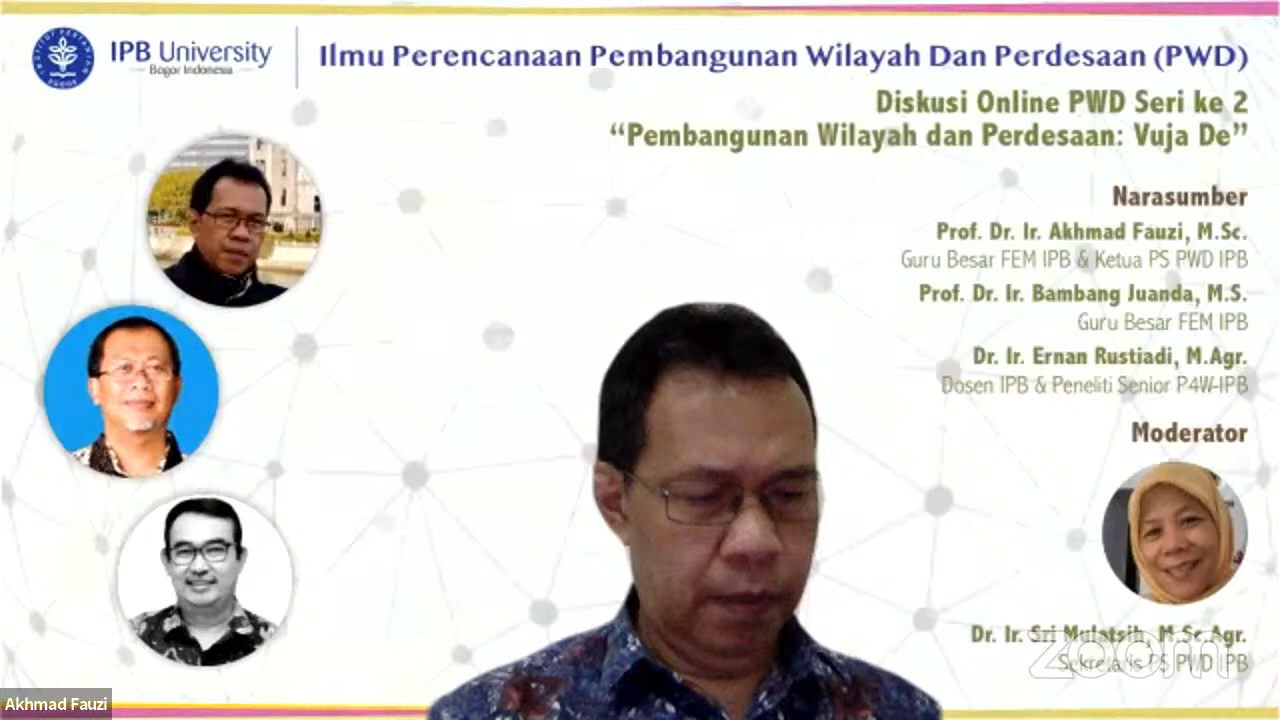 IPB University
Bogor Indonesia
Ilmu Perencanaan Pembangunan Wilayah Dan Perdesaan (PWD)
Diskusi Online PWD Seri ke 2
“Pembangunan Wilayah dan Perdesaan: Vuja De”
Narasumber
Prof. Dr. Ir. Akhmad Fauzi, M.Sc.
Guru Besar FEM IPB & Ketua PS PWD IPB
Prof. Dr. Ir. Bambang Juanda, M.S.
Guru Besar FEM IPB
Dr. Ir. Ernan Rustiadi, M.Agr.
Dosen IPB & Peneliti Senior P4W-IPB
Moderator
Dr. Ir. Sri Mulatsih, M.Sc.Agr.
Sekretaris PS PWD IPB
zoom
Akhmad Fauzi